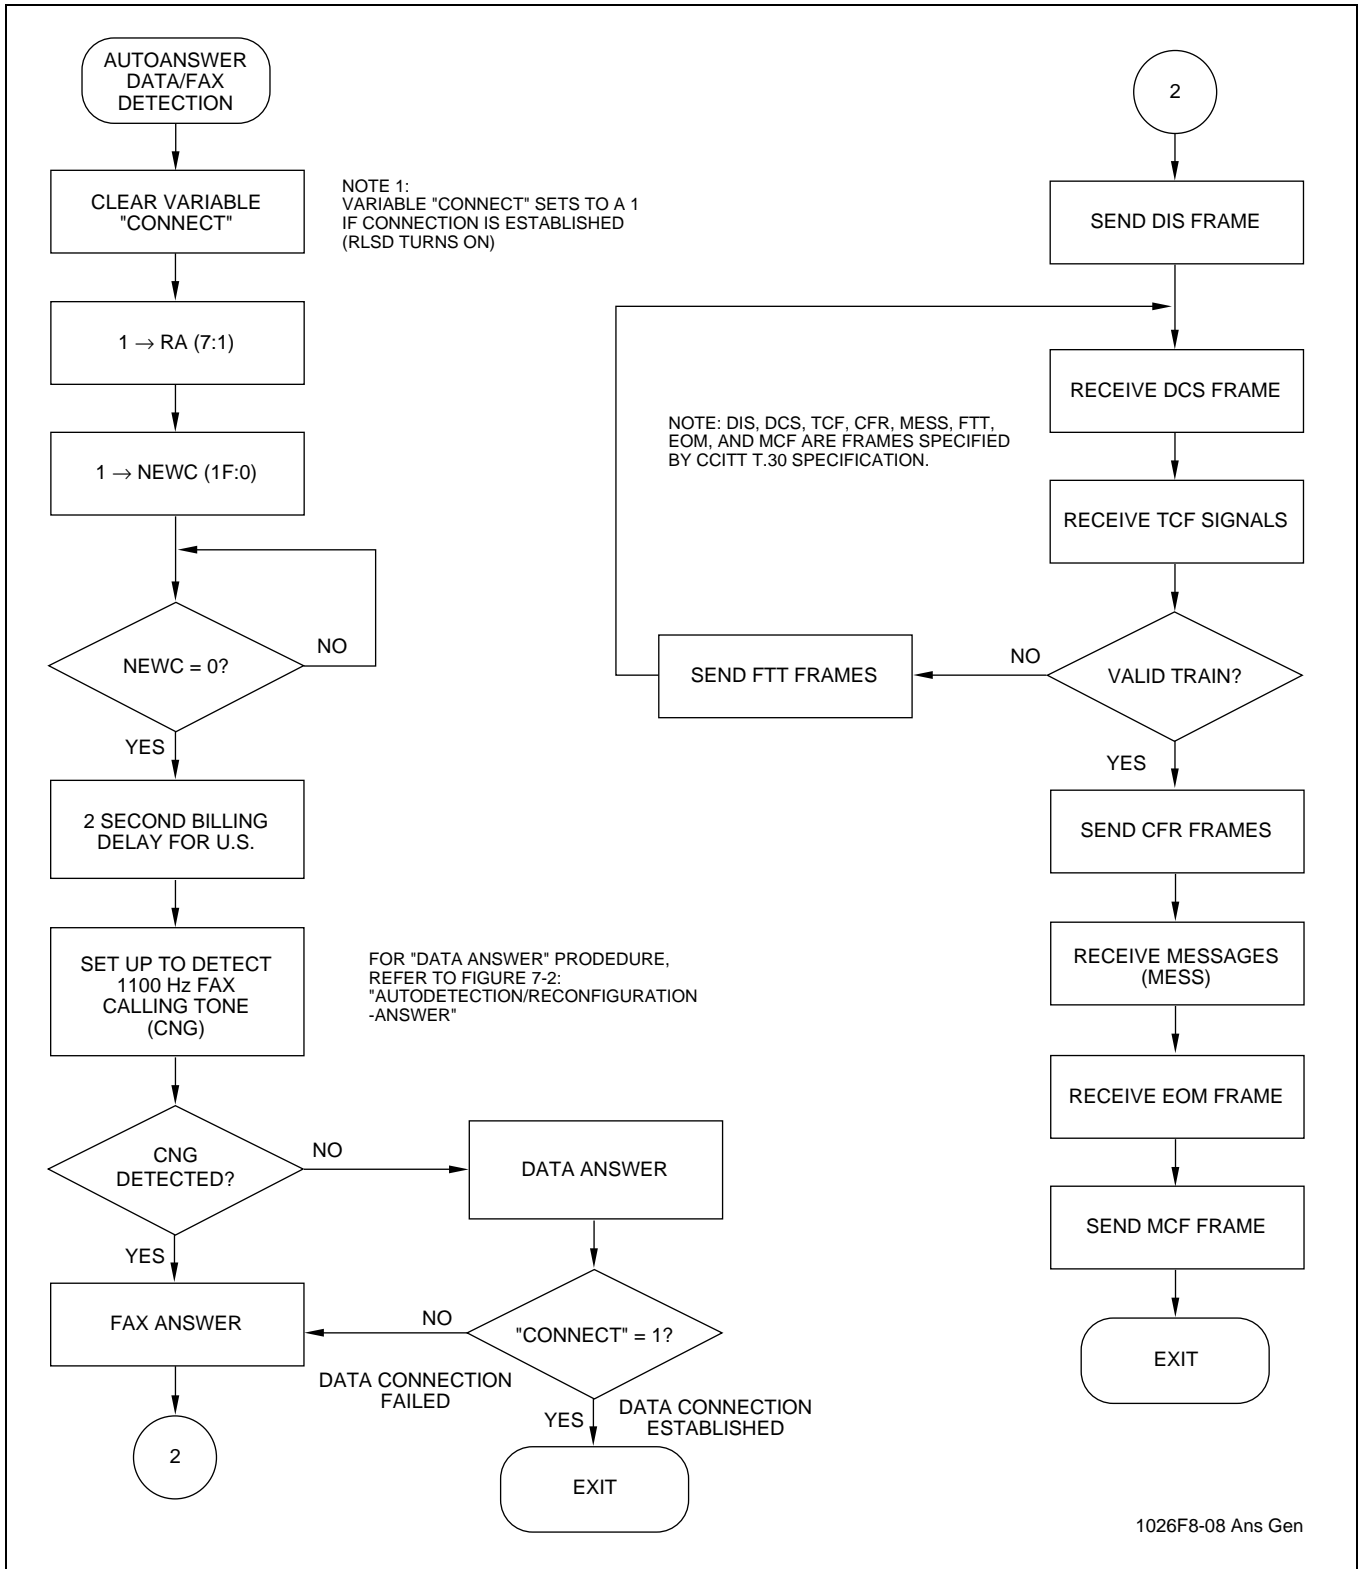 AUTOANSWER
DATA/FAX
DETECTION
CLEAR VARIABLE
"CONNECT"
NOTE 1:
VARIABLE "CONNECT" SETS TO A 1
IF CONNECTION IS ESTABLISHED
(RLSD TURNS ON)
1 → RA (7:1)
1 → NEWC (1F:0)
NEWC = 0?
NO
YES
2 SECOND BILLING
DELAY FOR U.S.
SET UP TO DETECT
1100 Hz FAX
CALLING TONE
(CNG)
FOR "DATA ANSWER" PRODEDURE,
REFER TO FIGURE 7-2:
"AUTODETECTION/RECONFIGURATION
-ANSWER"
CNG
DETECTED?
NO
DATA ANSWER
YES
FAX ANSWER
NO
"CONNECT" = 1?
DATA CONNECTION
FAILED
YES
DATA CONNECTION
ESTABLISHED
2
EXIT
2
SEND DIS FRAME
RECEIVE DCS FRAME
NOTE: DIS, DCS, TCF, CFR, MESS, FTT,
EOM, AND MCF ARE FRAMES SPECIFIED
BY CCITT T.30 SPECIFICATION.
RECEIVE TCF SIGNALS
VALID TRAIN?
NO
SEND FTT FRAMES
YES
SEND CFR FRAMES
RECEIVE MESSAGES
(MESS)
RECEIVE EOM FRAME
SEND MCF FRAME
EXIT
1026F8-08 Ans Gen